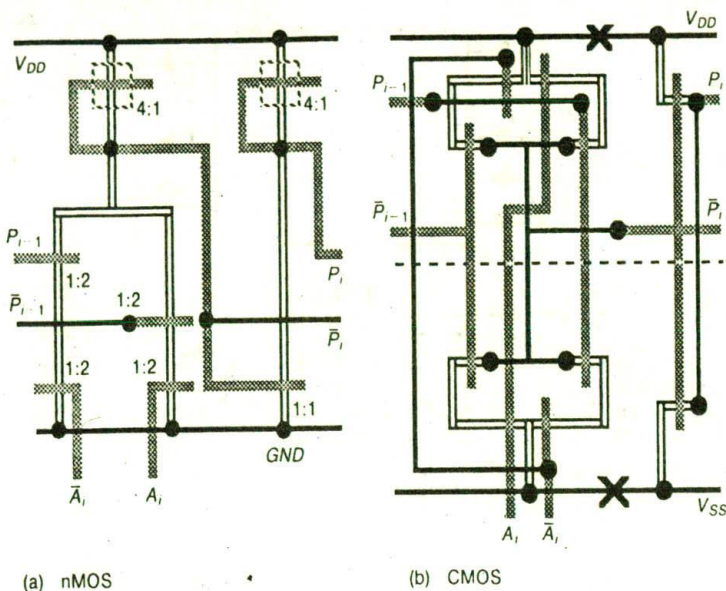 V_DD
4:1
4:1
P_i−1
1:2
P̄_i−1
1:2
1:2
1:2
P_i
P̄_i
1:1
GND
Ā_i
A_i
(a) nMOS
V_DD
P_i−1
P_i
P̄_i−1
P̄_i
V_SS
A_i
Ā_i
(b) CMOS